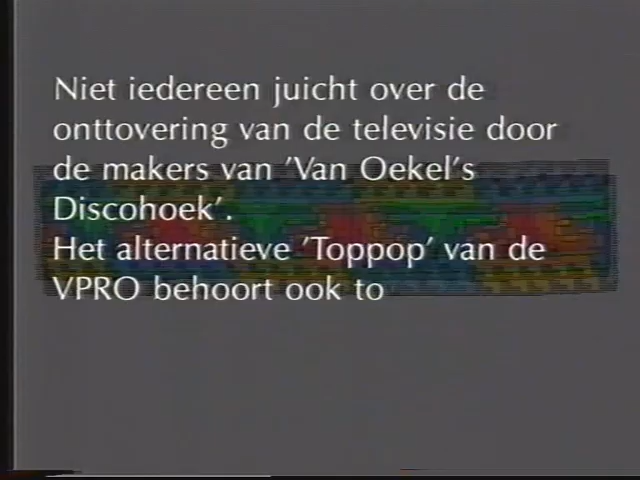 Niet iedereen juicht over de
onttovering van de televisie door
de makers van 'Van Oekel's
Discohoek'.
Het alternatieve 'Toppop' van de
VPRO behoort ook to